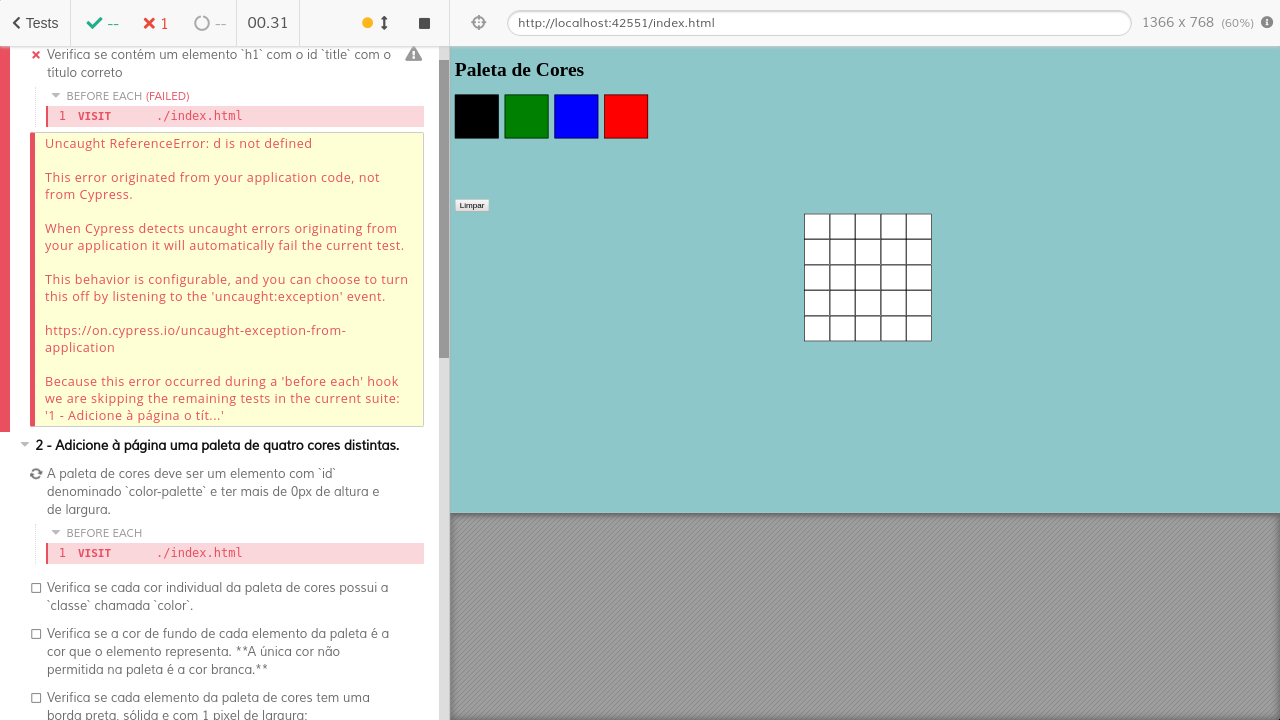 Tests
--
1
--
00.31
http://localhost:42551/index.html
1366 x 768 (60%)
Verifica se contém um elemento `h1` com o id `title` com o
título correto
BEFORE EACH (FAILED)
1 VISIT ./index.html
Uncaught ReferenceError: d is not defined
This error originated from your application code, not
from Cypress.
When Cypress detects uncaught errors originating from
your application it will automatically fail the current test.
This behavior is configurable, and you can choose to turn
this off by listening to the 'uncaught:exception' event.
https://on.cypress.io/uncaught-exception-from-
application
Because this error occurred during a 'before each' hook
we are skipping the remaining tests in the current suite:
'1 - Adicione à página o tít...'
2 - Adicione à página uma paleta de quatro cores distintas.
A paleta de cores deve ser um elemento com `id`
denominado `color-palette` e ter mais de 0px de altura e
de largura.
BEFORE EACH
1 VISIT ./index.html
Verifica se cada cor individual da paleta de cores possui a
`classe` chamada `color`.
Verifica se a cor de fundo de cada elemento da paleta é a
cor que o elemento representa. **A única cor não
permitida na paleta é a cor branca.**
Verifica se cada elemento da paleta de cores tem uma
borda preta, sólida e com 1 pixel de largura;
Paleta de Cores
Limpar